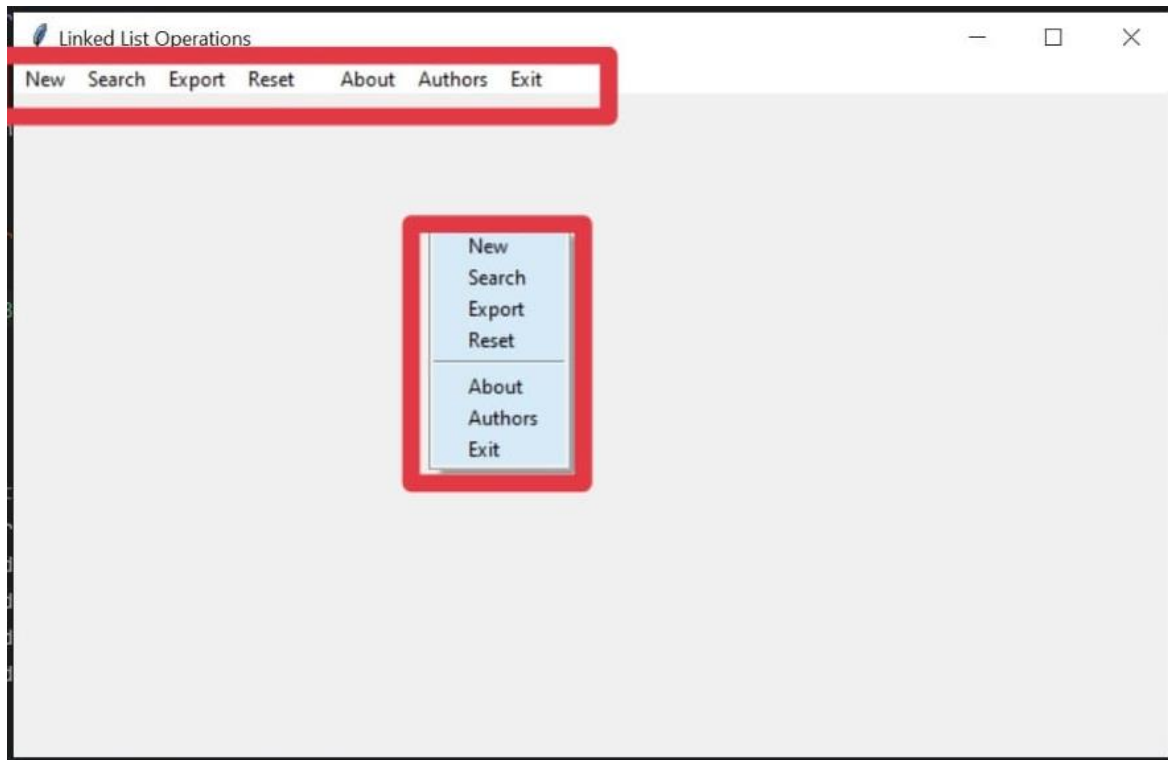 Linked List Operations
New Search Export Reset About Authors Exit
New
Search
Export
Reset
About
Authors
Exit